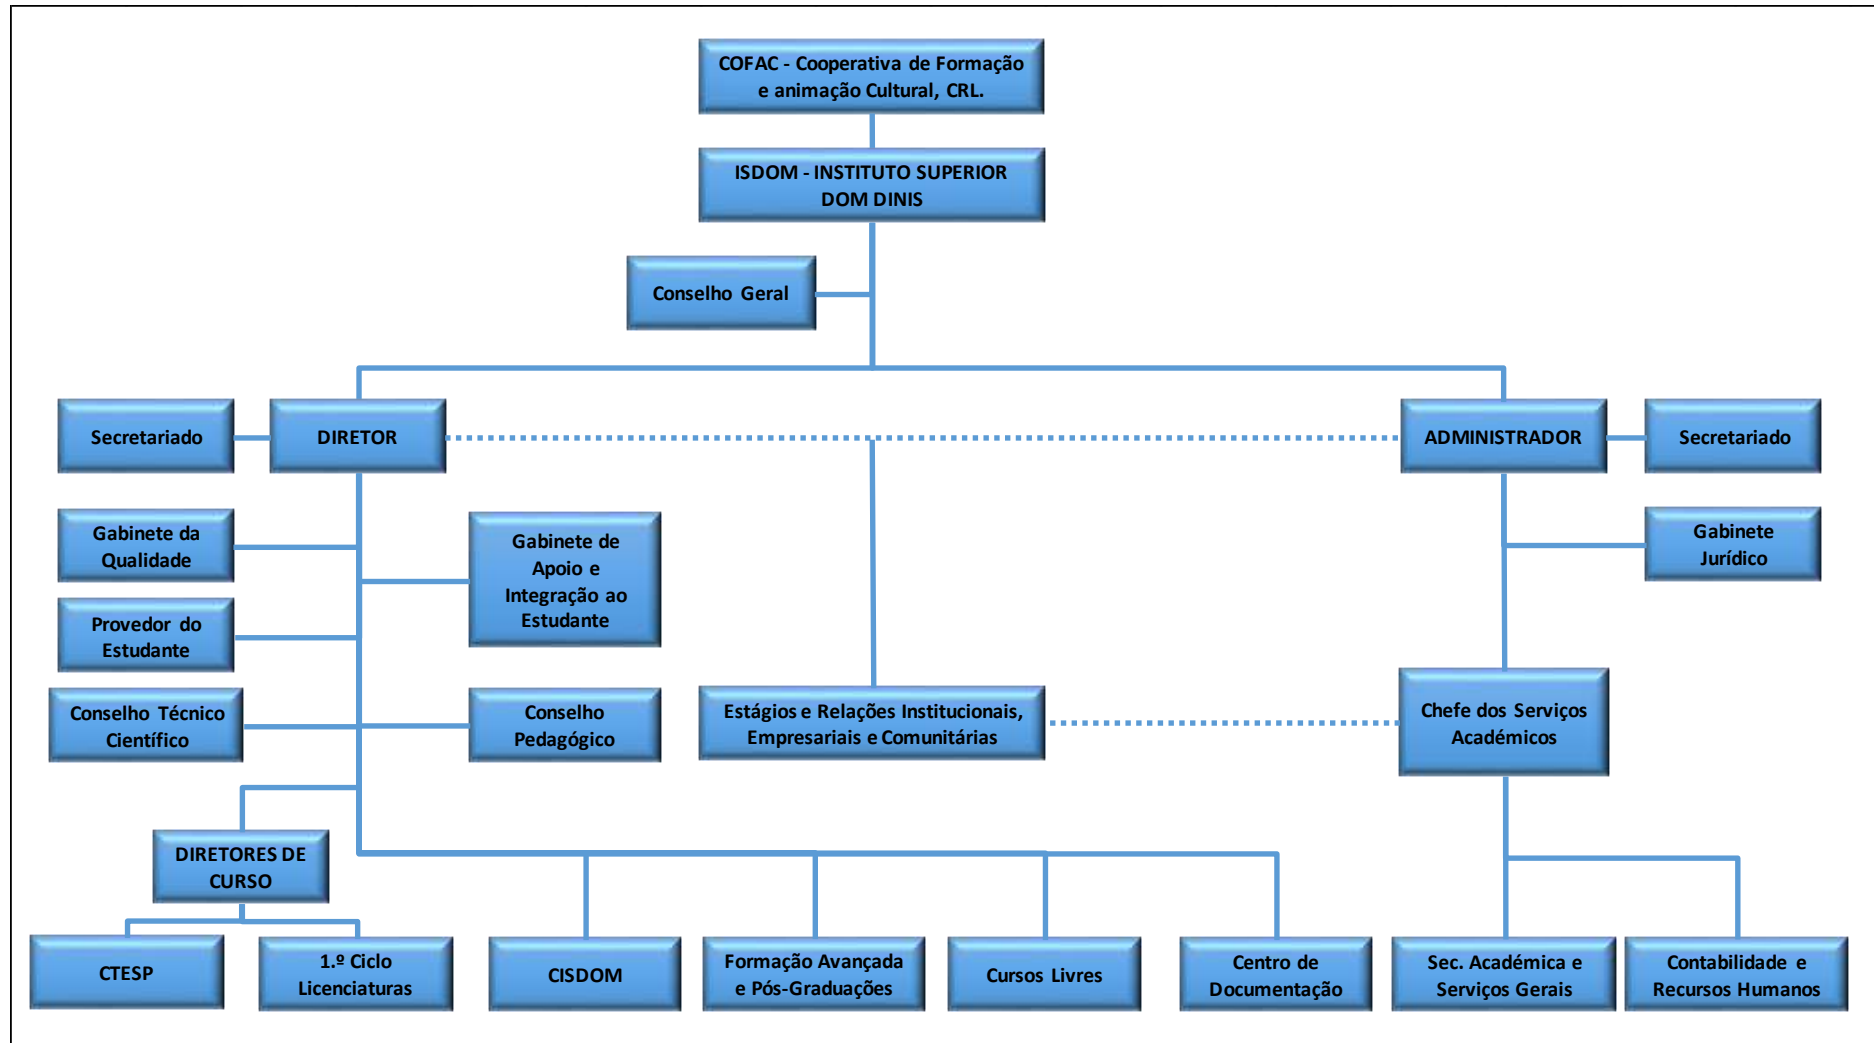 COFAC - Cooperativa de Formação
e animação Cultural, CRL.
ISDOM - INSTITUTO SUPERIOR
DOM DINIS
Conselho Geral
Secretariado
DIRETOR
ADMINISTRADOR
Secretariado
Gabinete da
Qualidade
Gabinete de
Apoio e
Integração ao
Estudante
Gabinete
Jurídico
Provedor do
Estudante
Conselho Técnico
Científico
Conselho
Pedagógico
Estágios e Relações Institucionais,
Empresariais e Comunitárias
Chefe dos Serviços
Académicos
DIRETORES DE
CURSO
CTESP
1.º Ciclo
Licenciaturas
CISDOM
Formação Avançada
e Pós-Graduações
Cursos Livres
Centro de
Documentação
Sec. Académica e
Serviços Gerais
Contabilidade e
Recursos Humanos